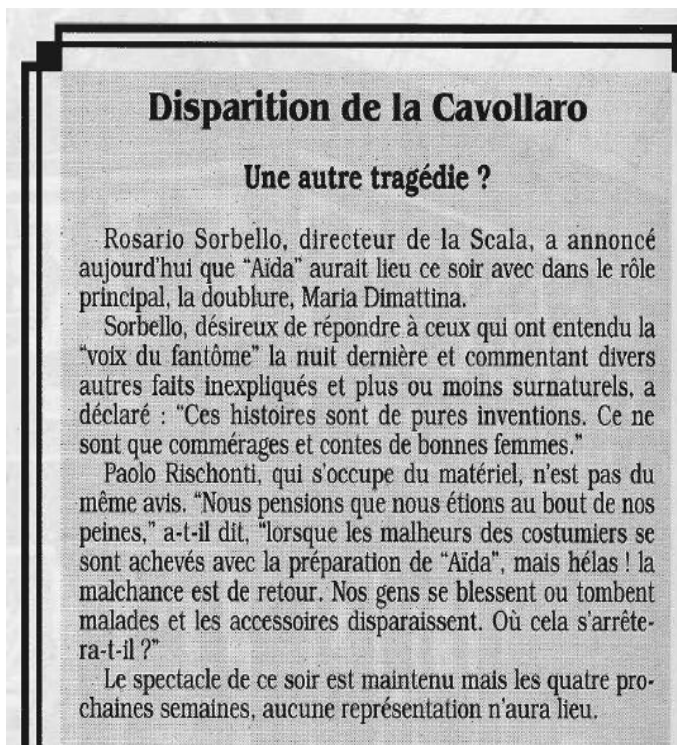 Disparition de la Cavollaro
Une autre tragédie ?
Rosario Sorbello, directeur de la Scala, a annoncé
aujourd'hui que "Aïda" aurait lieu ce soir avec dans le rôle
principal, la doublure, Maria Dimattina.
Sorbello, désireux de répondre à ceux qui ont entendu la
"voix du fantôme" la nuit dernière et commentant divers
autres faits inexpliqués et plus ou moins surnaturels, a
déclaré : "Ces histoires sont de pures inventions. Ce ne
sont que commérages et contes de bonnes femmes."
Paolo Rischonti, qui s'occupe du matériel, n'est pas du
même avis. "Nous pensions que nous étions au bout de nos
peines," a-t-il dit, "lorsque les malheurs des costumiers se
sont achevés avec la préparation de "Aïda", mais hélas ! la
malchance est de retour. Nos gens se blessent ou tombent
malades et les accessoires disparaissent. Où cela s'arrête-
ra-t-il ?"
Le spectacle de ce soir est maintenu mais les quatre pro-
chaines semaines, aucune représentation n'aura lieu.